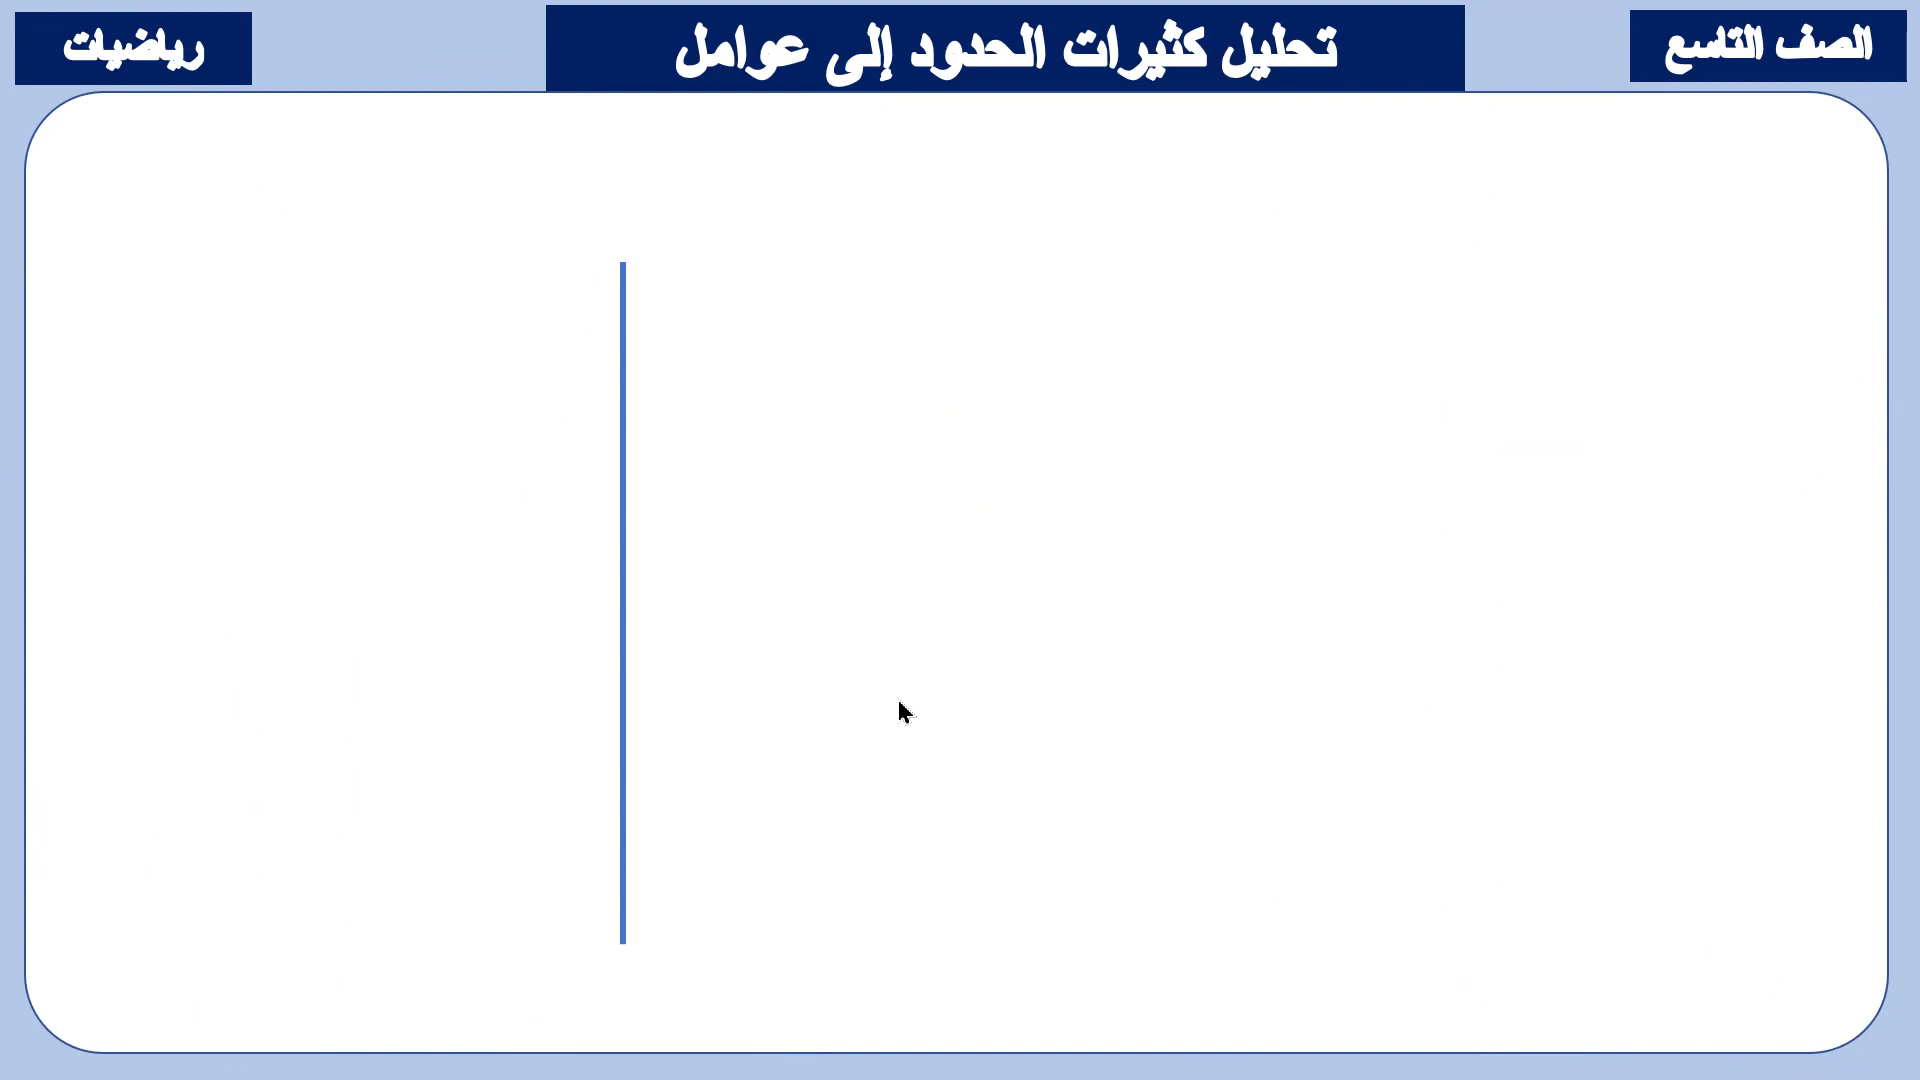 الصف التاسع
تحليل كثيرات الحدود إلى عوامل
رياضيات